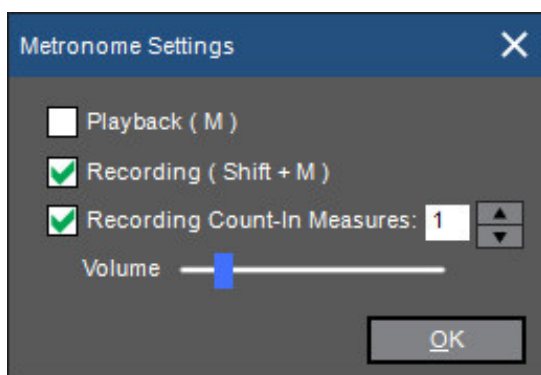 Metronome Settings
Playback ( M )
Recording ( Shift + M )
Recording Count-In Measures: 1
Volume
OK